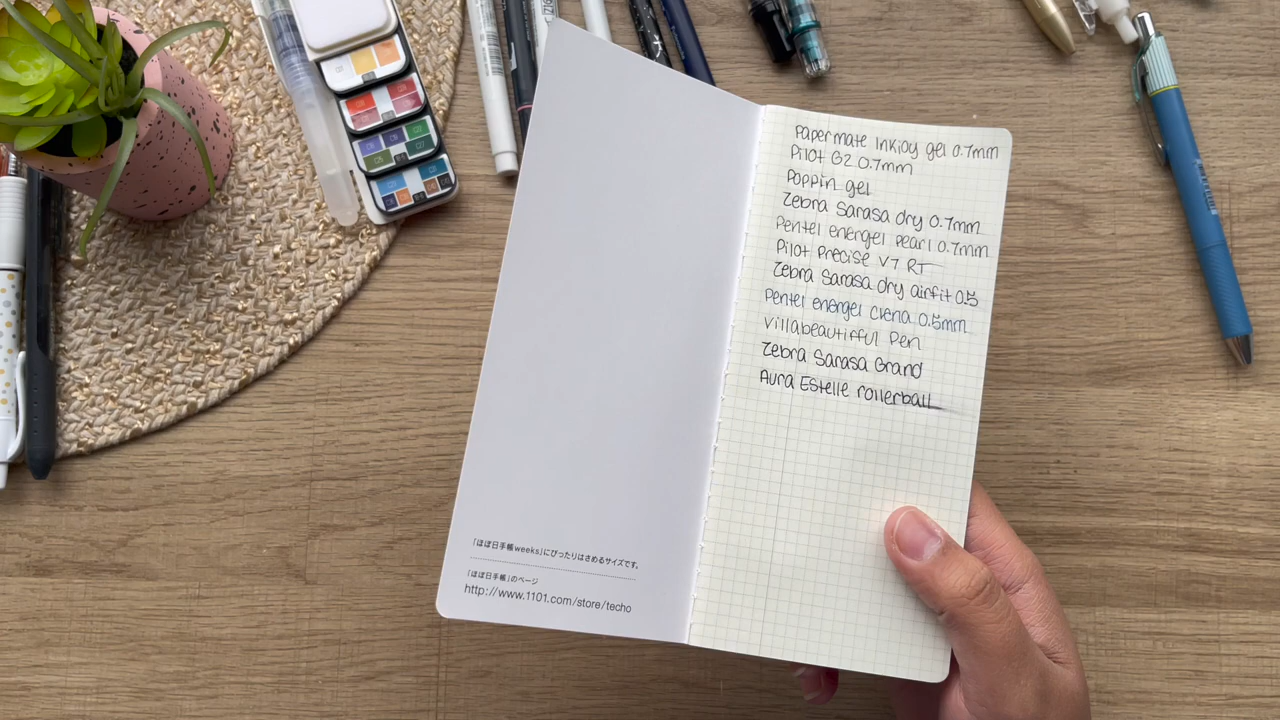 「ほぼ日手帳weeks」にぴったりはさめるサイズです。
「ほぼ日手帳」のページ
http://www.1101.com/store/techo
Papermate inkjoy gel 0.7mm
Pilot G2 0.7mm
Poppin gel
Zebra Sarasa dry 0.7mm
Pentel energel pearl 0.7mm
Pilot Precise V7 RT
Zebra Sarasa dry airfit 0.5
Pentel energel clena 0.5mm
Villabeautifful Pen
Zebra Sarasa Grand
Aura Estelle rollerball